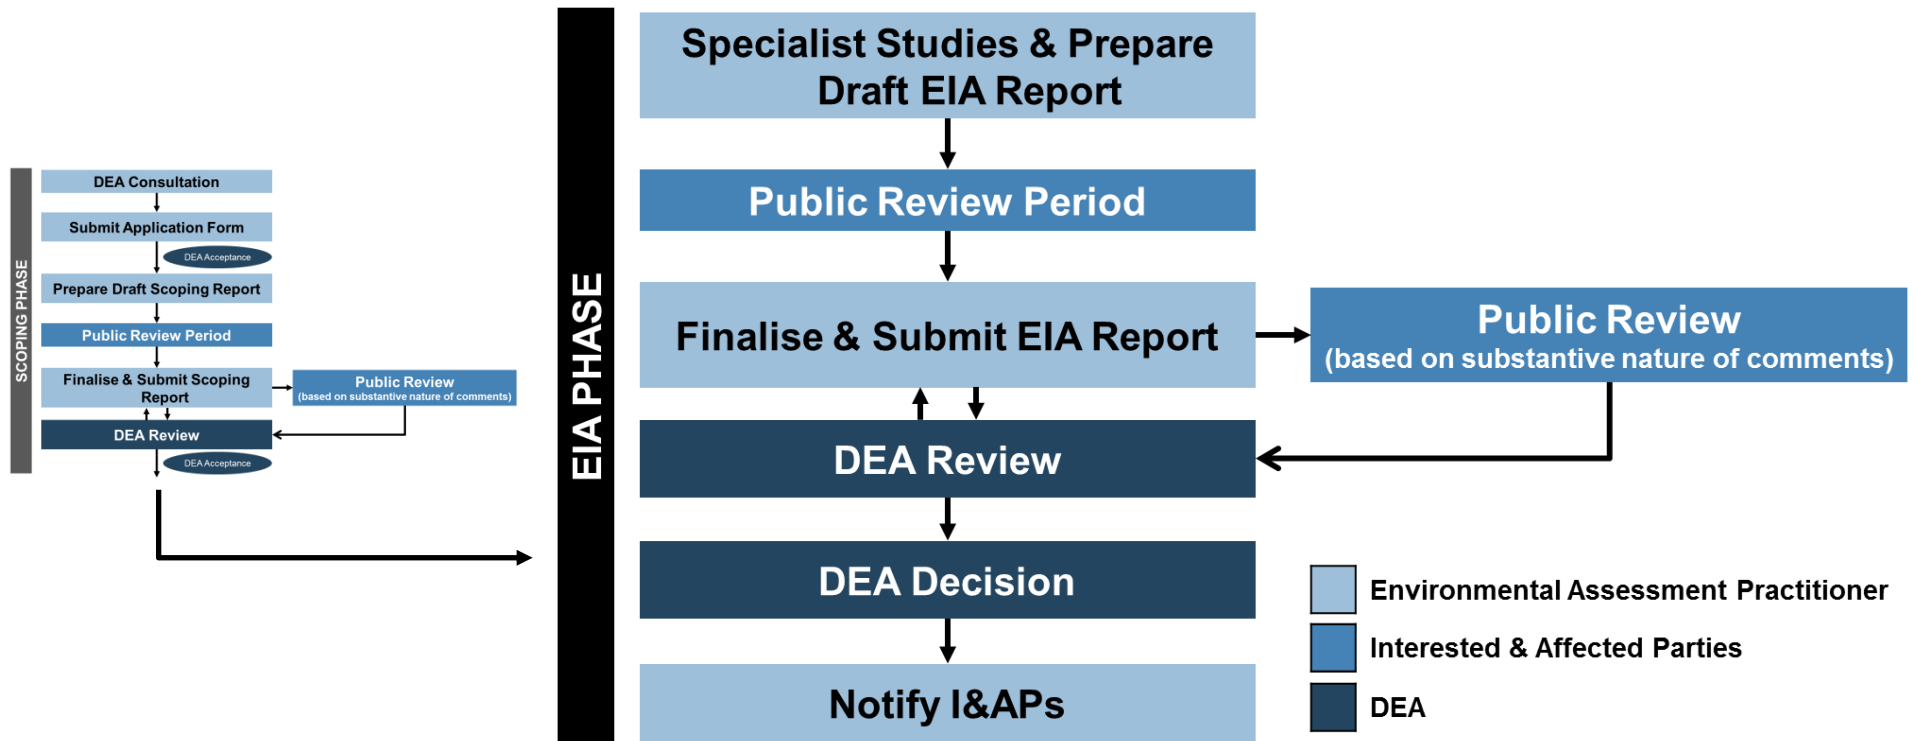 SCOPING PHASE
DEA Consultation
Submit Application Form
DEA Acceptance
Prepare Draft Scoping Report
Public Review Period
Finalise & Submit Scoping
Report
Public Review
(based on substantive nature of comments)
DEA Review
DEA Acceptance
EIA PHASE
Specialist Studies & Prepare
Draft EIA Report
Public Review Period
Finalise & Submit EIA Report
Public Review
(based on substantive nature of comments)
DEA Review
DEA Decision
Notify I&APs
Environmental Assessment Practitioner
Interested & Affected Parties
DEA